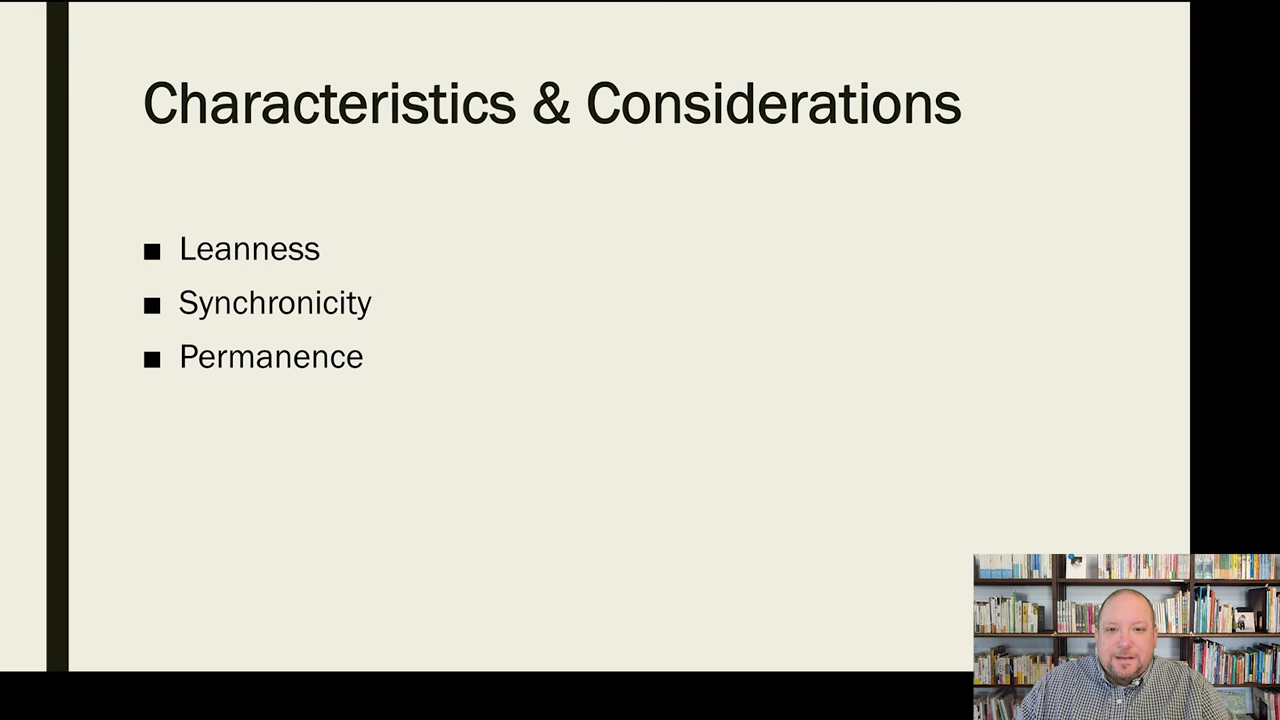 Characteristics & Considerations
■ Leanness
■ Synchronicity
■ Permanence